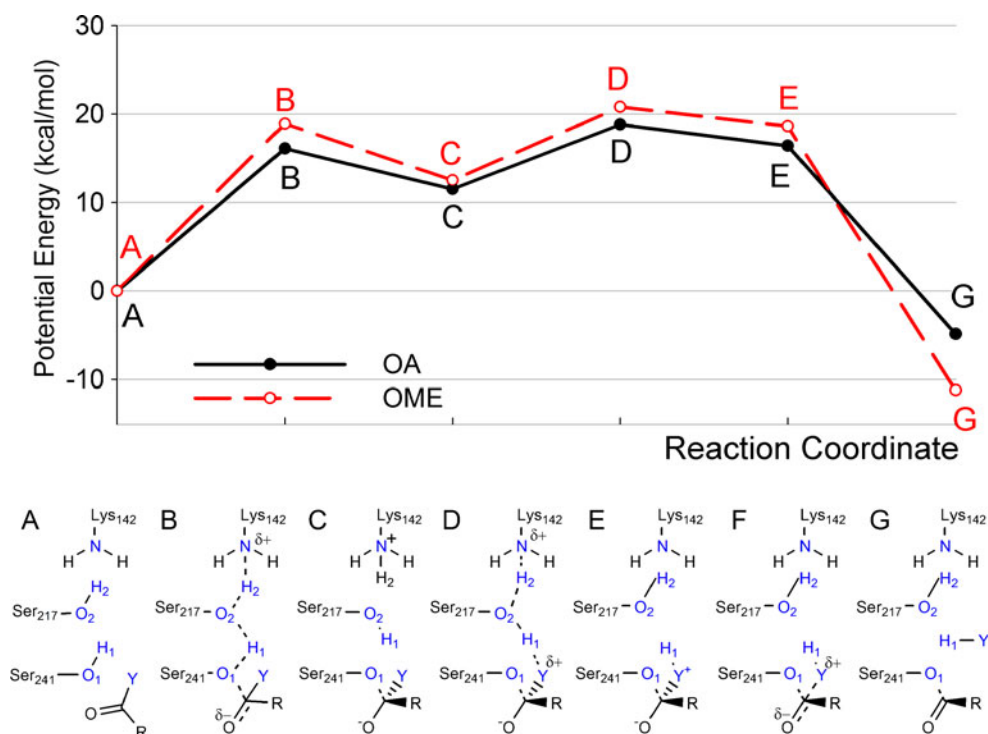 30
Potential Energy (kcal/mol)
20
10
0
-10
A
B
C
D
E
G
A
B
C
D
E
G
OA
OME
Reaction Coordinate
A B C D E F G
Lys142 Lys142 Lys142 Lys142 Lys142 Lys142 Lys142
N N δ+ N + N δ+ N N N
H H H H H H H H H H H H H H
H2 H2 H2 H2 H2 H2 H2
Ser217 O2 Ser217 O2 Ser217 O2 Ser217 O2 Ser217 O2 Ser217 O2 Ser217 O2
H1 H1 H1 H1 H1 H1 H1 Y
Ser241 O1 Y Ser241 O1 Y Ser241 O1 Y Ser241 O1 Y δ+ Ser241 O1 Y+ Ser241 O1 Y δ+ Ser241 O1
O R δ− O R -O R -O R -O R δ− O R O R